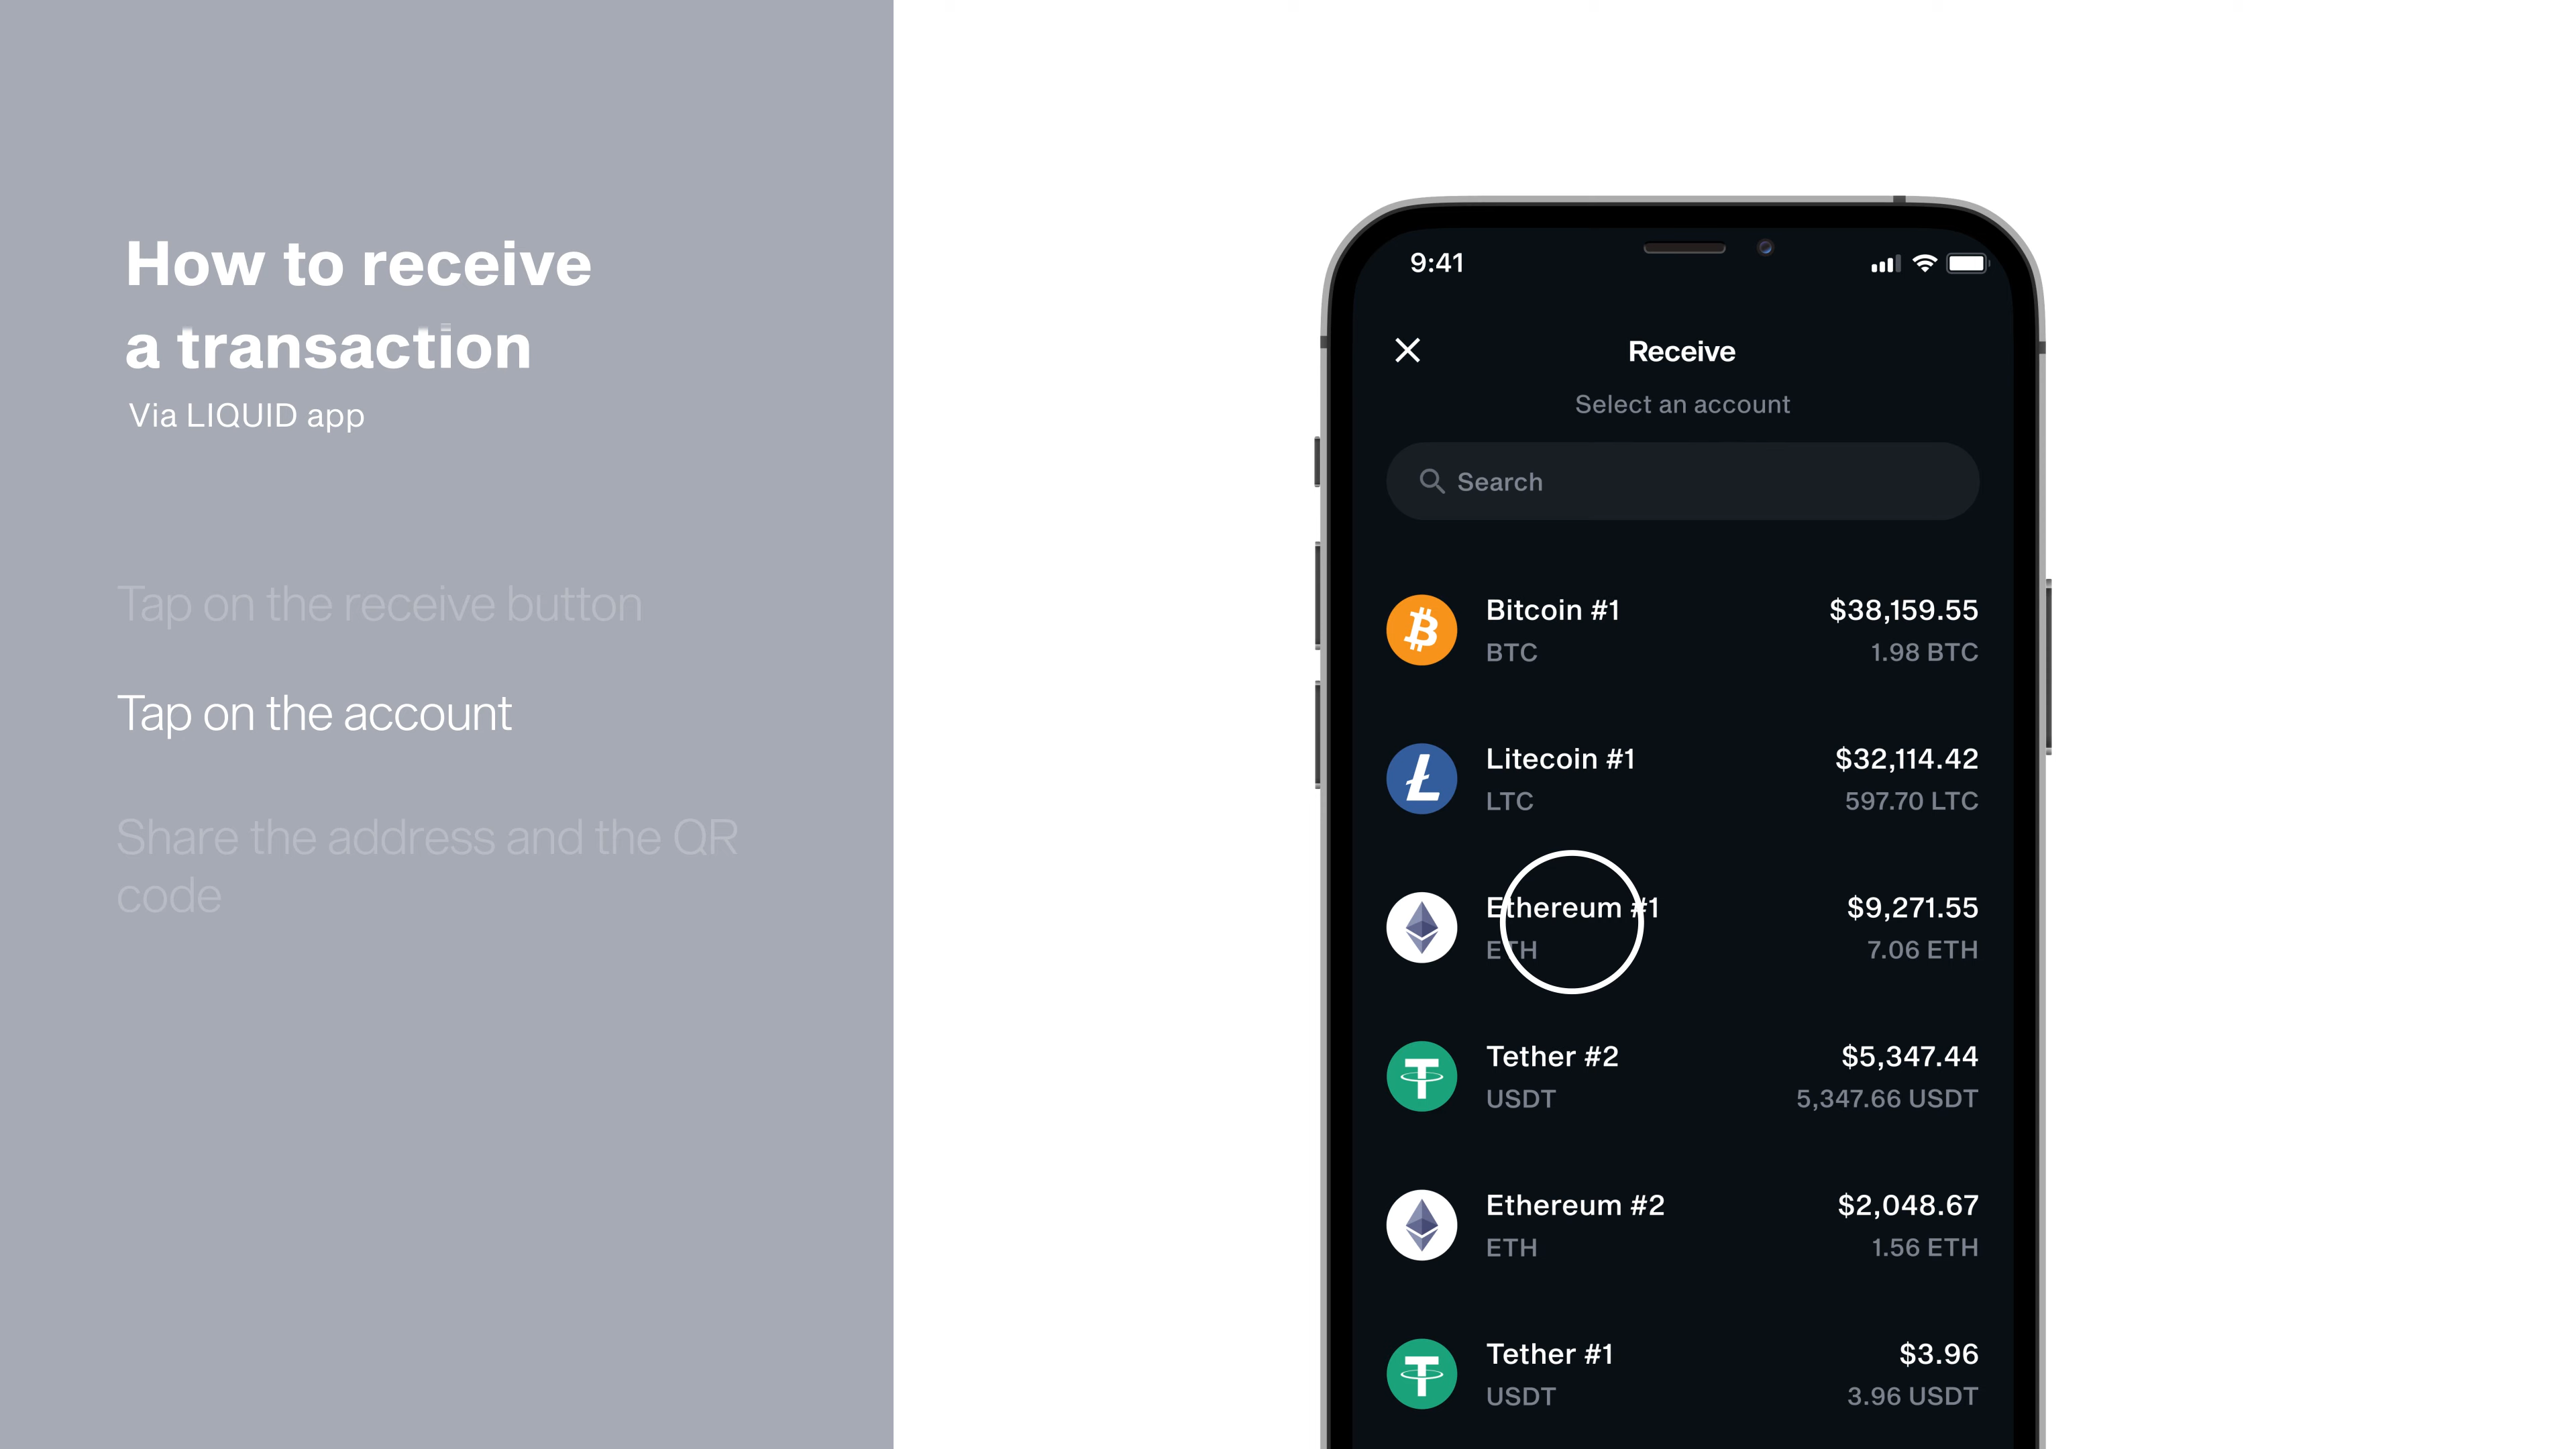 How to receive
a transaction
Via LIQUID app
Tap on the receive button
Tap on the account
Share the address and the QR
code
9:41
Receive
Select an account
Search
Bitcoin #1 $38,159.55
BTC 1.98 BTC
Litecoin #1 $32,114.42
LTC 597.70 LTC
Ethereum #1 $9,271.55
ETH 7.06 ETH
Tether #2 $5,347.44
USDT 5,347.66 USDT
Ethereum #2 $2,048.67
ETH 1.56 ETH
Tether #1 $3.96
USDT 3.96 USDT